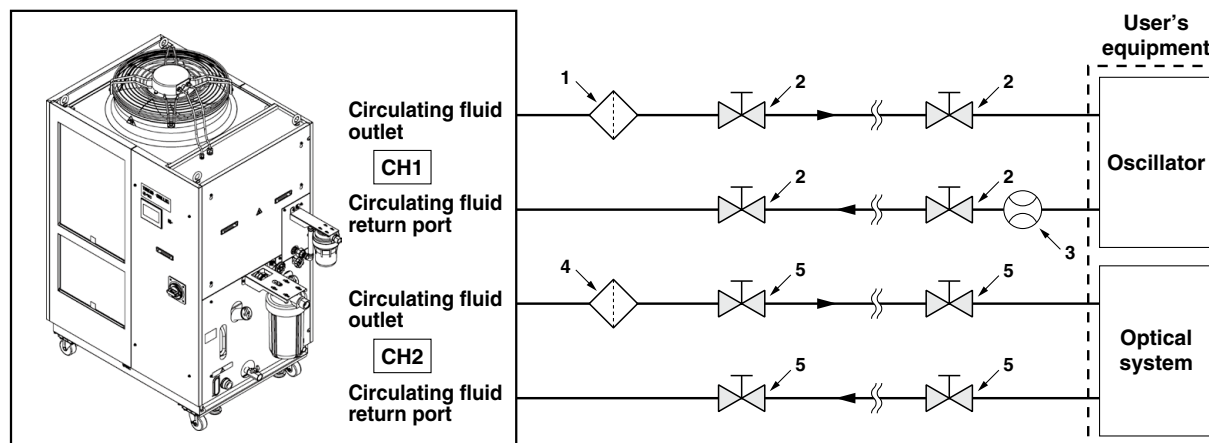 User's
equipment
1
2
2
Circulating fluid
outlet
CH1
Oscillator
2
2
Circulating fluid
return port
3
4
5
5
Circulating fluid
outlet
CH2
Optical
system
5
5
Circulating fluid
return port